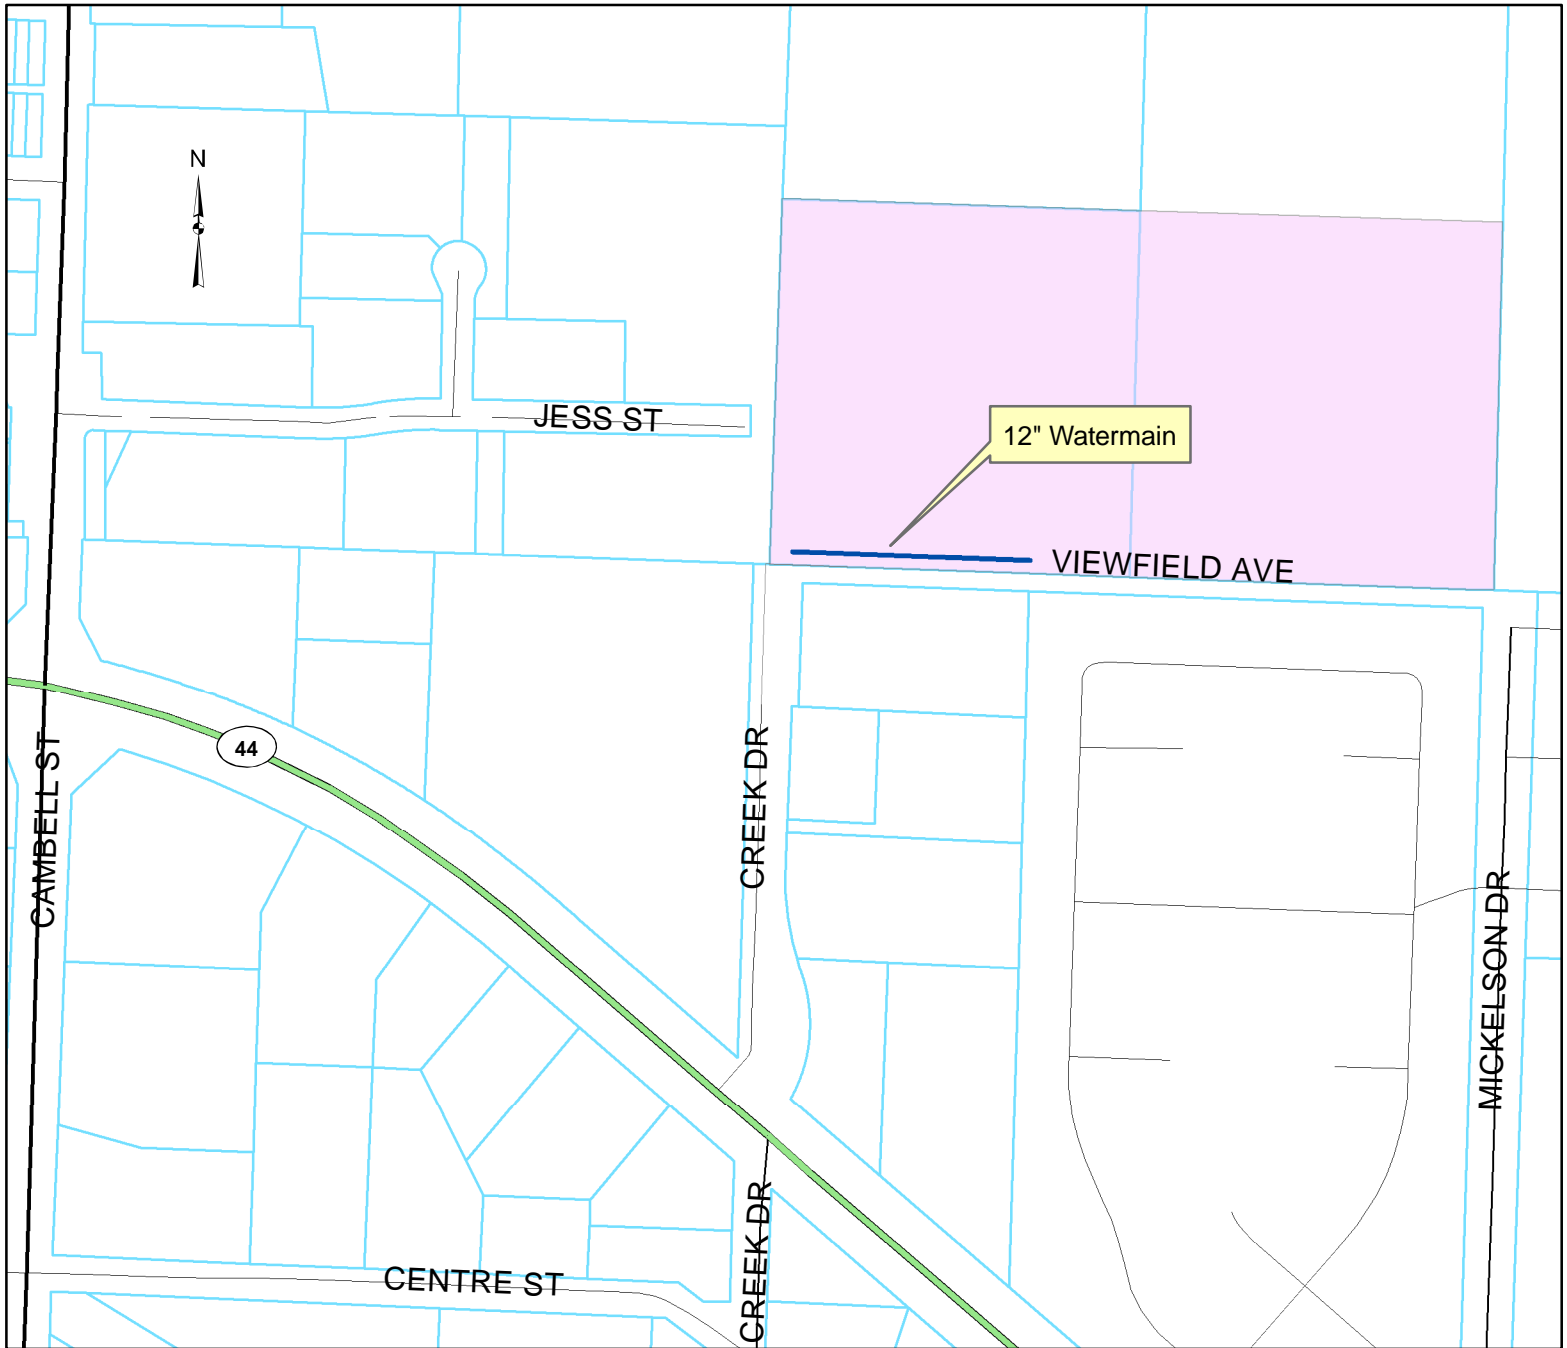 N
JESS ST
12" Watermain
VIEWFIELD AVE
44
CAMBELL ST
CREEK DR
MICKELSON DR
CREEK DR
CENTRE ST